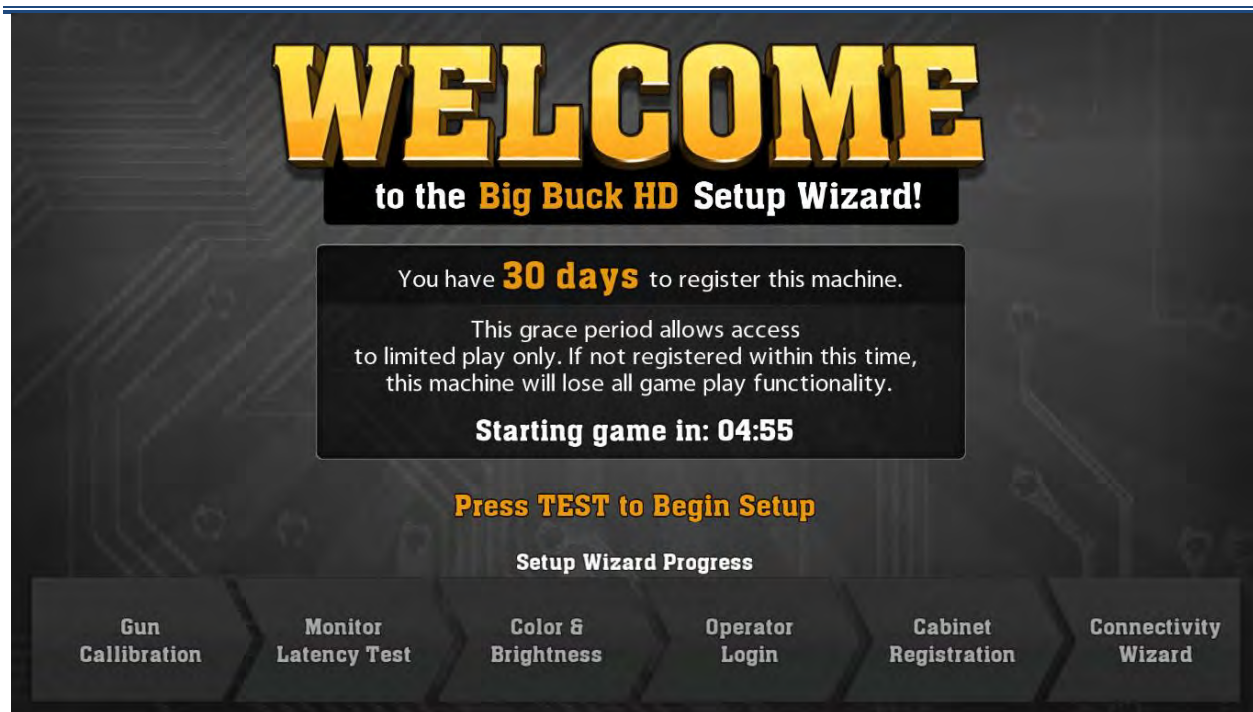 WELCOME
to the Big Buck HD Setup Wizard!
You have 30 days to register this machine.
This grace period allows access
to limited play only. If not registered within this time,
this machine will lose all game play functionality.
Starting game in: 04:55
Press TEST to Begin Setup
Setup Wizard Progress
Gun
Callibration
Monitor
Latency Test
Color &
Brightness
Operator
Login
Cabinet
Registration
Connectivity
Wizard